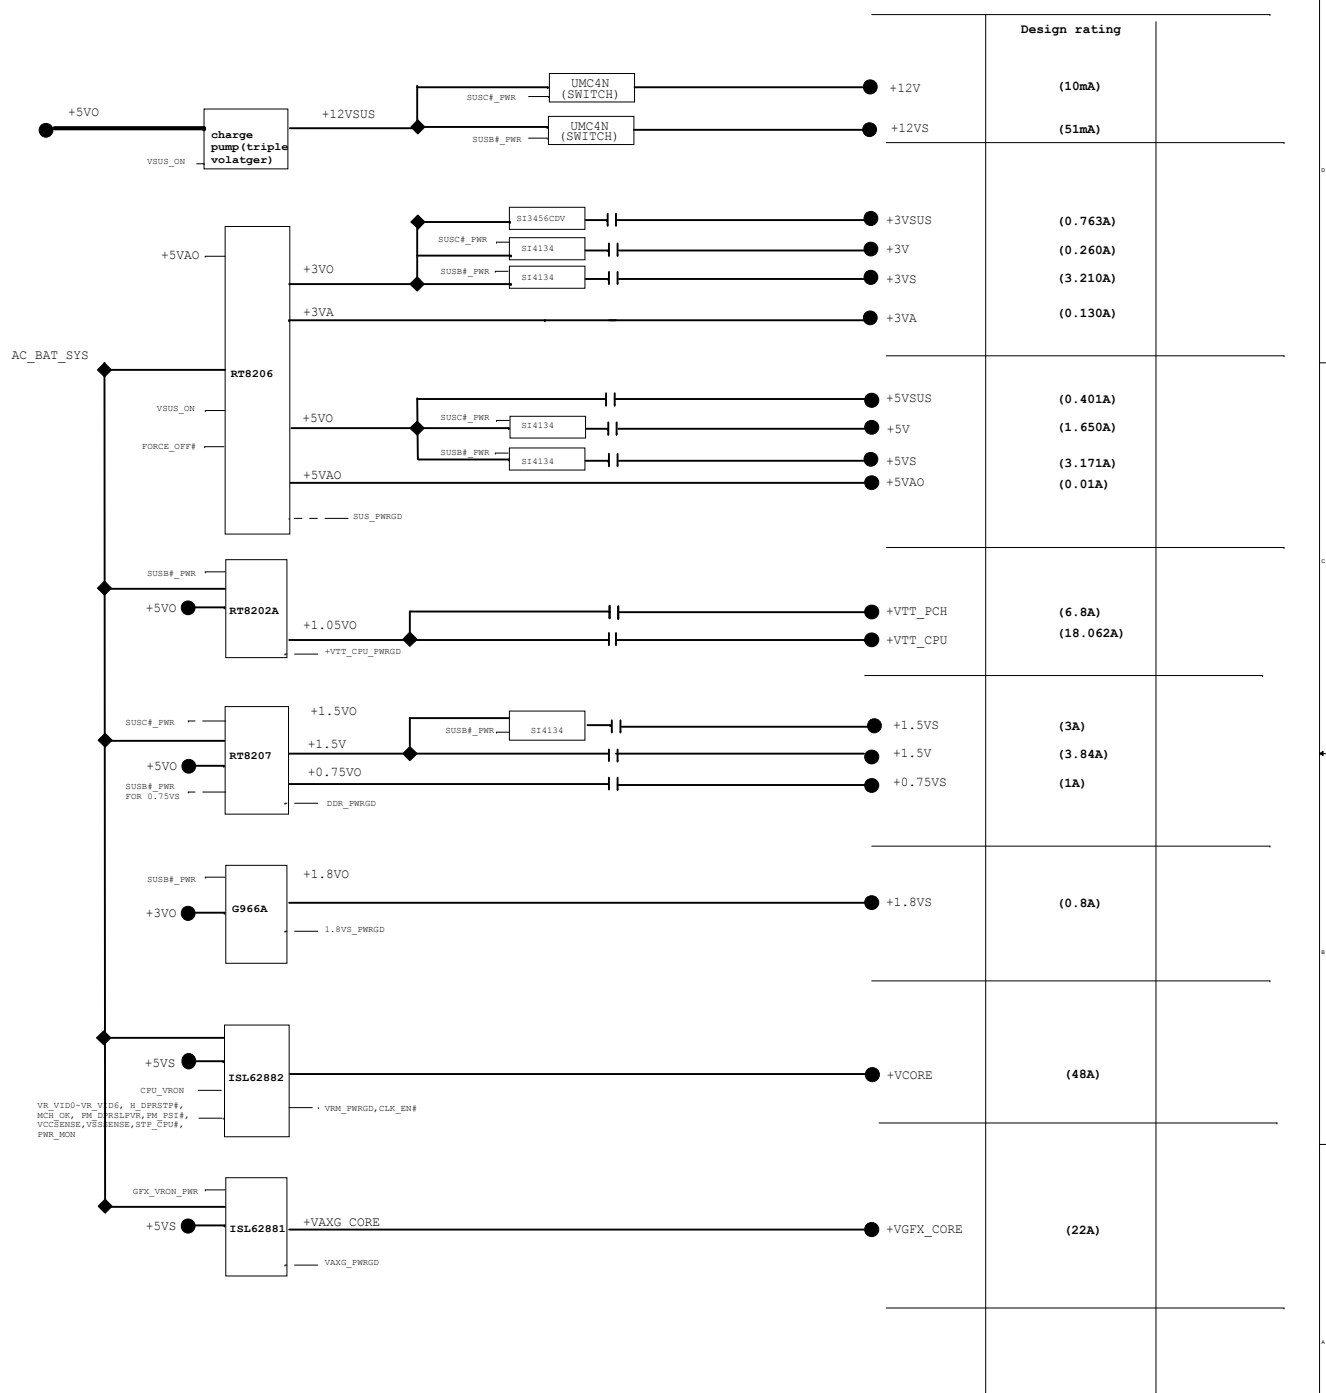 Design rating
+5VO
charge
pump(triple
volatger)
VSUS_ON
+12VSUS
SUSC#_PWR
UMC4N
(SWITCH)
+12V
(10mA)
SUSB#_PWR
UMC4N
(SWITCH)
+12VS
(51mA)
D
+5VAO
+3VO
SI3456CDV
+3VSUS
(0.763A)
SUSC#_PWR
SI4134
+3V
(0.260A)
SUSB#_PWR
SI4134
+3VS
(3.210A)
+3VA
+3VA
(0.130A)
AC_BAT_SYS
RT8206
VSUS_ON
FORCE_OFF#
+5VO
+5VSUS
(0.401A)
SUSC#_PWR
SI4134
+5V
(1.650A)
SUSB#_PWR
SI4134
+5VS
(3.171A)
+5VAO
+5VAO
(0.01A)
SUS_PWRGD
C
SUSB#_PWR
+5VO
RT8202A
+1.05VO
+VTT_CPU_PWRGD
+VTT_PCH
(6.8A)
+VTT_CPU
(18.062A)
SUSC#_PWR
+5VO
SUSB#_PWR
FOR 0.75VS
RT8207
+1.5VO
+1.5V
+0.75VO
DDR_PWRGD
SUSB#_PWR
SI4134
+1.5VS
(3A)
+1.5V
(3.84A)
+0.75VS
(1A)
SUSB#_PWR
+3VO
G966A
+1.8VO
1.8VS_PWRGD
+1.8VS
(0.8A)
B
+5VS
CPU_VRON
VR_VID0~VR_VID6, H_DPRSTP#,
MCH_OK, PM_DPRSLPVR,PM_PSI#,
VCCSENSE,VSSSENSE,STP_CPU#,
PWR_MON
ISL62882
VRM_PWRGD,CLK_EN#
+VCORE
(48A)
GFX_VRON_PWR
+5VS
ISL62881
+VAXG_CORE
VAXG_PWRGD
+VGFX_CORE
(22A)
A